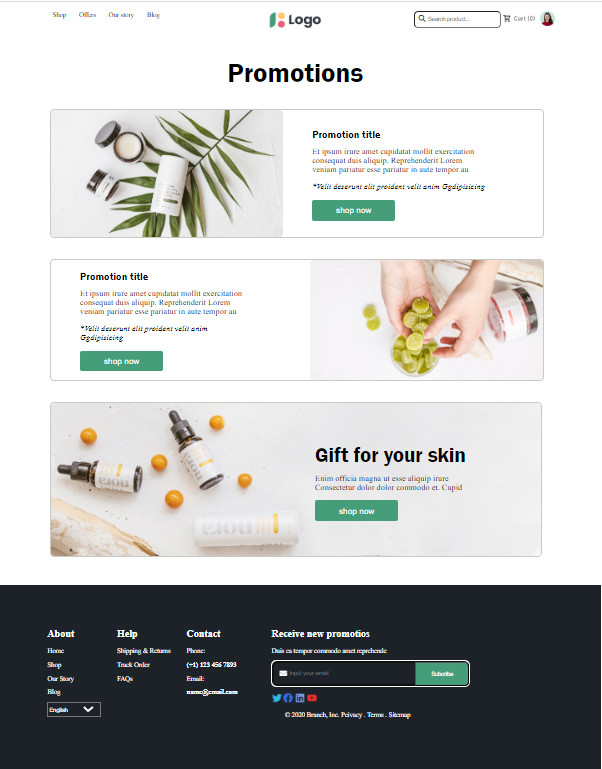 Shop Offers Our story Blog
Logo
Search product...
Cart (0)
Promotions
Promotion title
Et ipsum irure amet cupidatat mollit exercitation
consequat duis aliquip. Reprehenderit Lorem
veniam pariatur esse pariatur in aute tempor au
*Velit deserunt elit proident velit anim Ggdipisicing
shop now
Promotion title
Et ipsum irure amet cupidatat mollit exercitation
consequat duis aliquip. Reprehenderit Lorem
veniam pariatur esse pariatur in aute tempor au
*Velit deserunt elit proident velit anim
Ggdipisicing
shop now
Gift for your skin
Enim officia magna ut esse aliquip irure
Consectetur dolor dolor commodo et. Cupid
shop now
About
Home
Shop
Our Story
Blog
English
Help
Shipping & Returns
Track Order
FAQs
Contact
Phone:
(+1) 123 456 7893
Email:
name@email.com
Receive new promotios
Duis ea tempor commodo amet reprehende
Input your email
Subcribe
© 2020 Branch, Inc. Pcivacy . Terms . Sitemap